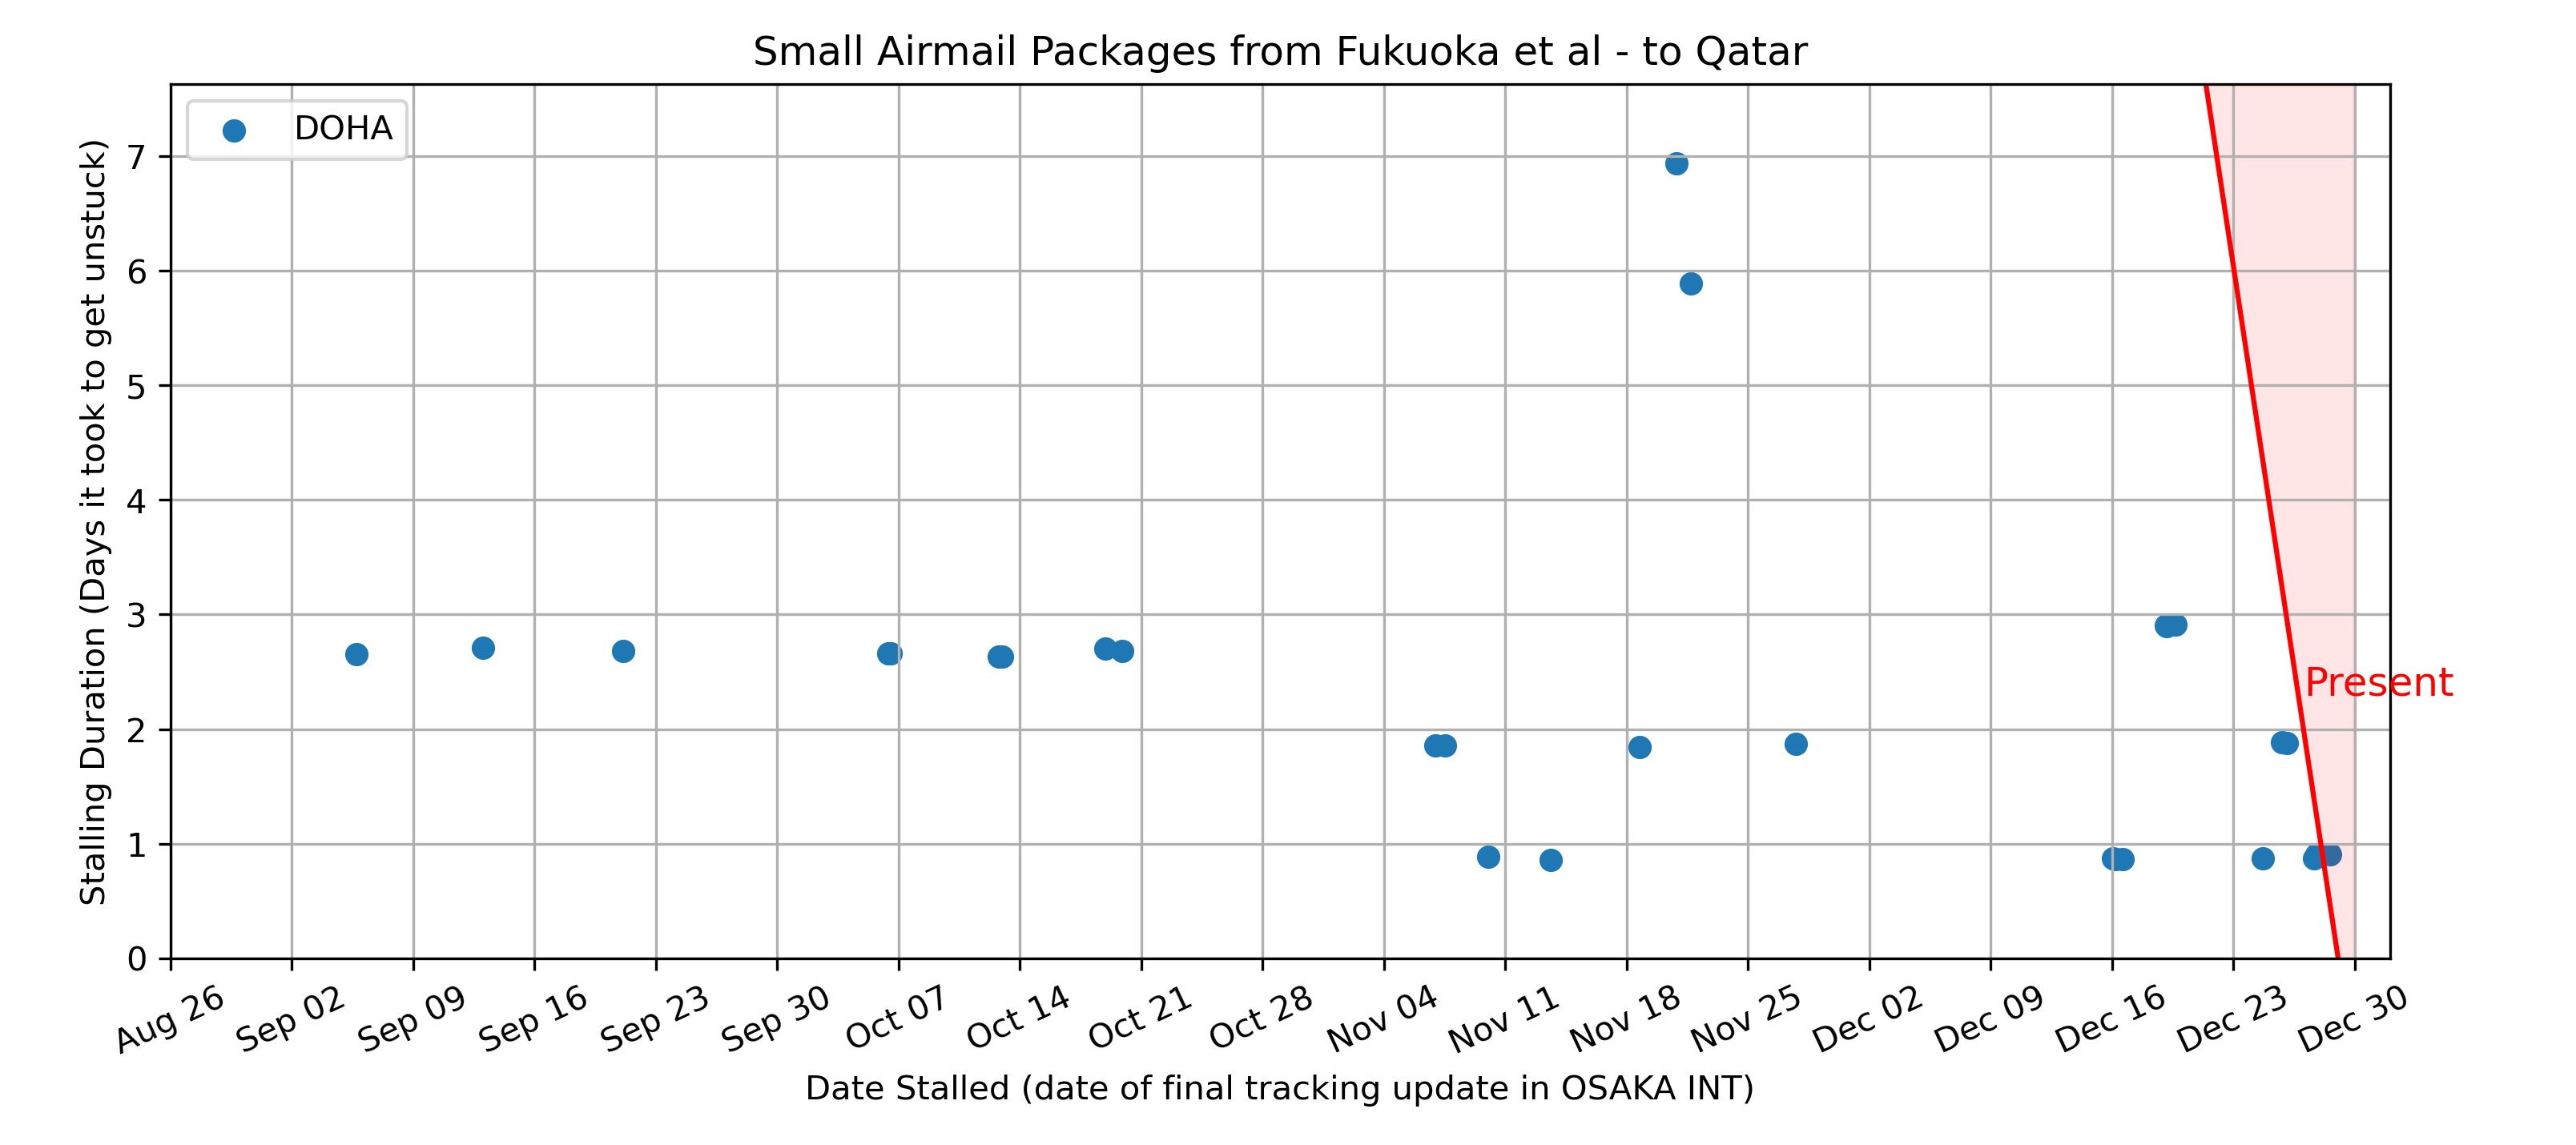 Small Airmail Packages from Fukuoka et al - to Qatar
DOHA
Stalling Duration (Days it took to get unstuck)
7
6
5
4
3
2
1
0
Present
Aug 26 Sep 02 Sep 09 Sep 16 Sep 23 Sep 30 Oct 07 Oct 14 Oct 21 Oct 28 Nov 04 Nov 11 Nov 18 Nov 25 Dec 02 Dec 09 Dec 16 Dec 23 Dec 30
Date Stalled (date of final tracking update in OSAKA INT)